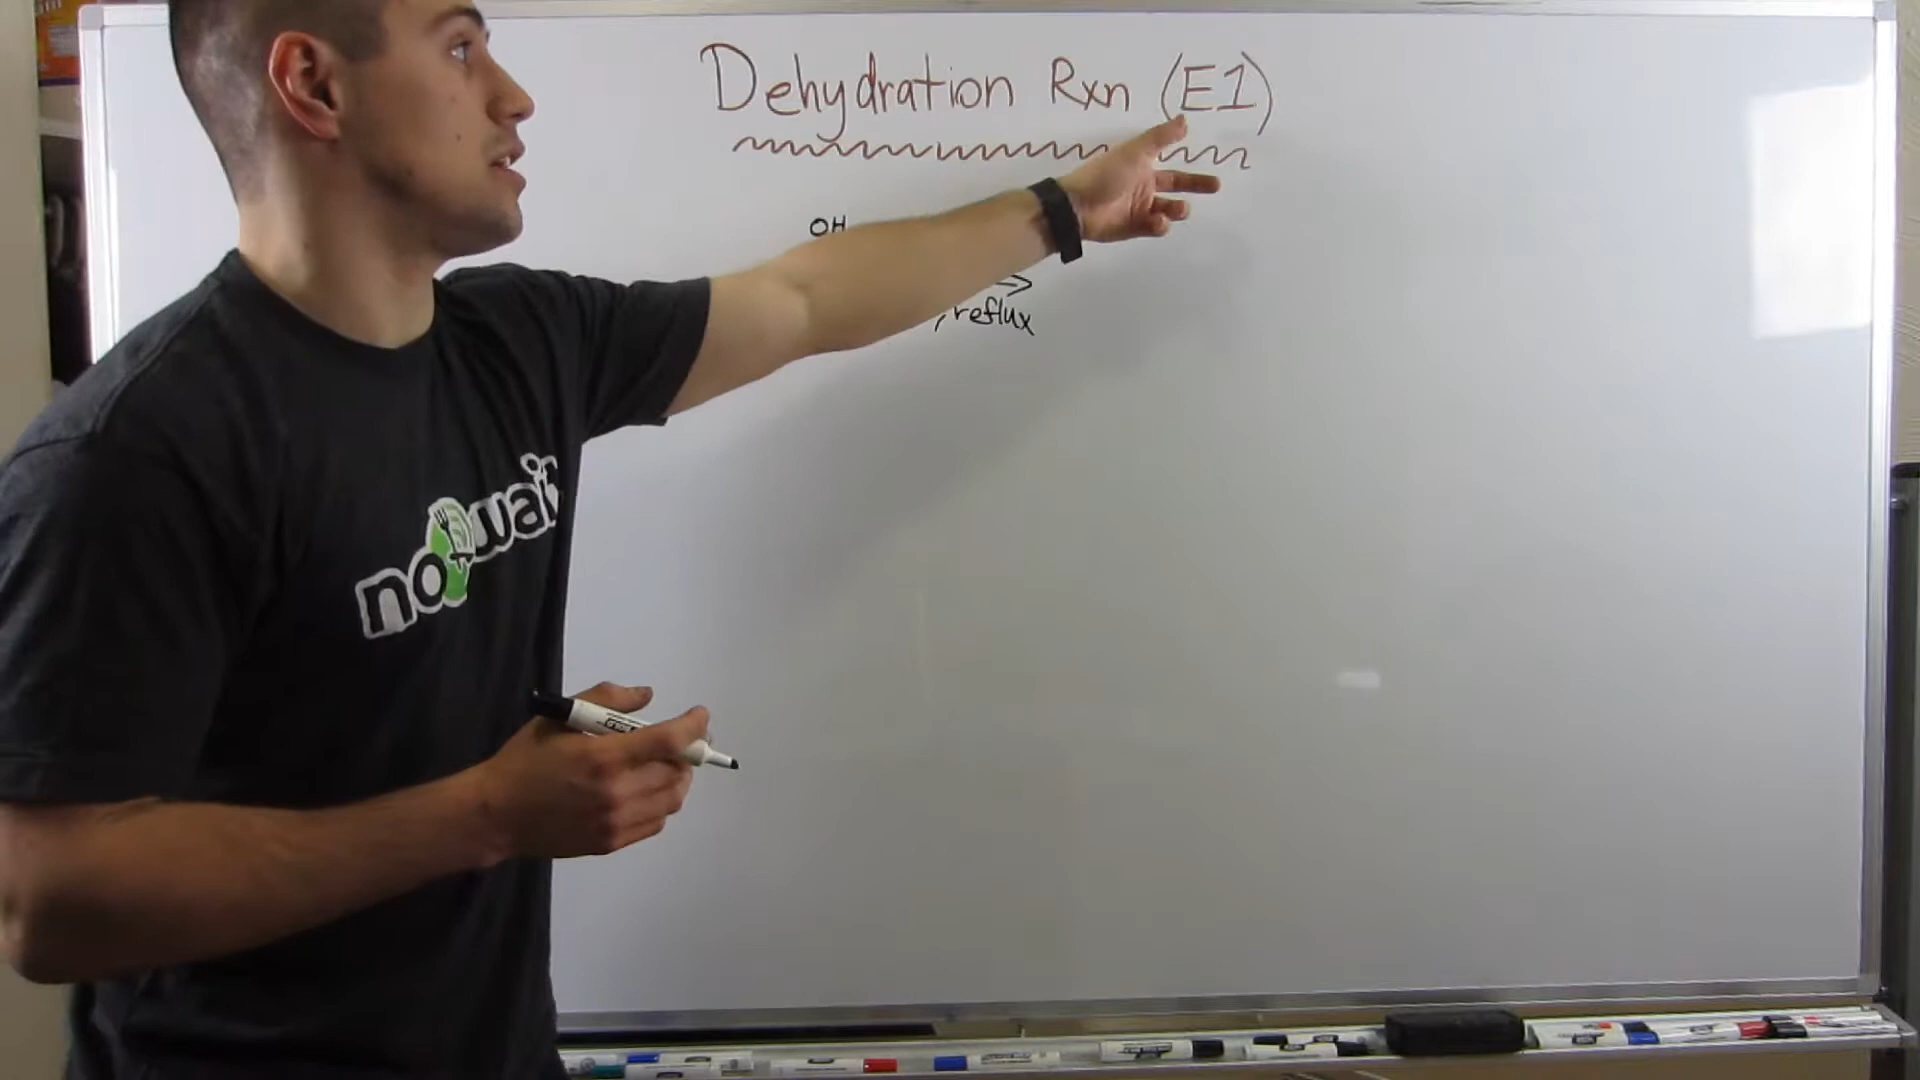 Dehydration Rxn (E1)
OH
, reflux
nowait